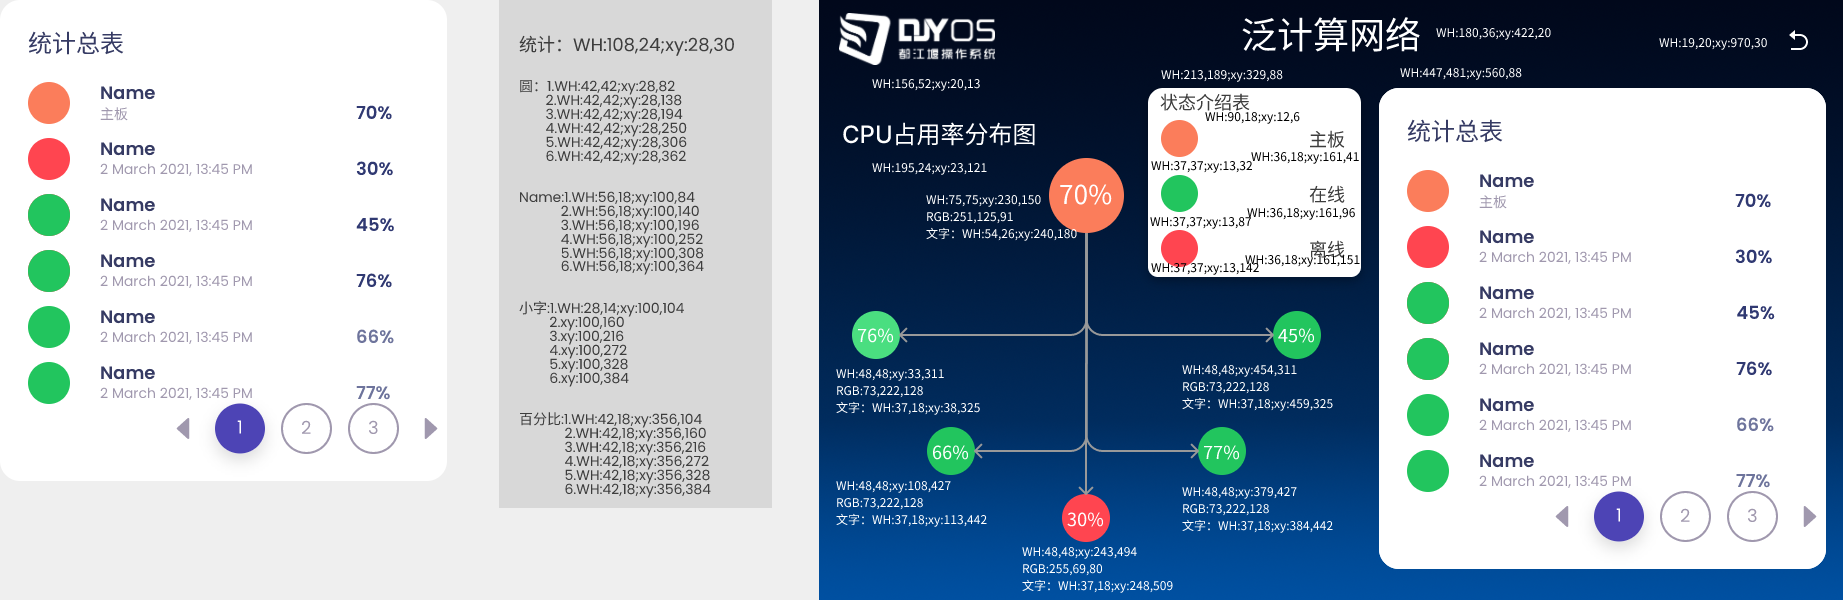 统计总表
Name
主板
70%
Name
2 March 2021, 13:45 PM
30%
Name
2 March 2021, 13:45 PM
45%
Name
2 March 2021, 13:45 PM
76%
Name
2 March 2021, 13:45 PM
66%
Name
2 March 2021, 13:45 PM
77%
1
2
3
统计：WH:108,24;xy:28,30
圆：1.WH:42,42;xy:28,82
2.WH:42,42;xy:28,138
3.WH:42,42;xy:28,194
4.WH:42,42;xy:28,250
5.WH:42,42;xy:28,306
6.WH:42,42;xy:28,362
Name:1.WH:56,18;xy:100,84
2.WH:56,18;xy:100,140
3.WH:56,18;xy:100,196
4.WH:56,18;xy:100,252
5.WH:56,18;xy:100,308
6.WH:56,18;xy:100,364
小字:1.WH:28,14;xy:100,104
2.xy:100,160
3.xy:100,216
4.xy:100,272
5.xy:100,328
6.xy:100,384
百分比:1.WH:42,18;xy:356,104
2.WH:42,18;xy:356,160
3.WH:42,18;xy:356,216
4.WH:42,18;xy:356,272
5.WH:42,18;xy:356,328
6.WH:42,18;xy:356,384
DJYOS
都江堰操作系统
WH:156,52;xy:20,13
泛计算网络
WH:180,36;xy:422,20
WH:19,20;xy:970,30
CPU占用率分布图
WH:195,24;xy:23,121
WH:75,75;xy:230,150
RGB:251,125,91
文字：WH:54,26;xy:240,180
70%
WH:213,189;xy:329,88
状态介绍表
WH:90,18;xy:12,6
主板
WH:36,18;xy:161,41
WH:37,37;xy:13,32
在线
WH:36,18;xy:161,96
WH:37,37;xy:13,87
离线
WH:36,18;xy:161,151
WH:37,37;xy:13,142
76%
WH:48,48;xy:33,311
RGB:73,222,128
文字：WH:37,18;xy:38,325
45%
WH:48,48;xy:454,311
RGB:73,222,128
文字：WH:37,18;xy:459,325
66%
WH:48,48;xy:108,427
RGB:73,222,128
文字：WH:37,18;xy:113,442
77%
WH:48,48;xy:379,427
RGB:73,222,128
文字：WH:37,18;xy:384,442
30%
WH:48,48;xy:243,494
RGB:255,69,80
文字：WH:37,18;xy:248,509
WH:447,481;xy:560,88
统计总表
Name
主板
70%
Name
2 March 2021, 13:45 PM
30%
Name
2 March 2021, 13:45 PM
45%
Name
2 March 2021, 13:45 PM
76%
Name
2 March 2021, 13:45 PM
66%
Name
2 March 2021, 13:45 PM
77%
1
2
3